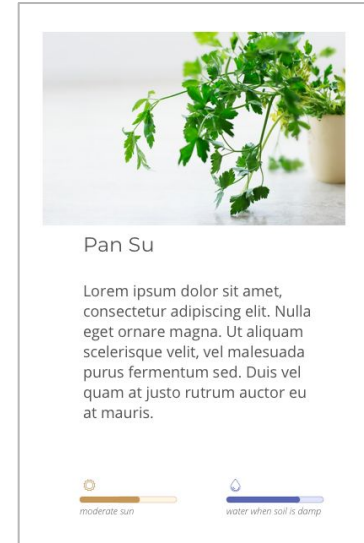 Pan Su
Lorem ipsum dolor sit amet,
consectetur adipiscing elit. Nulla
eget ornare magna. Ut aliquam
scelerisque velit, vel malesuada
purus fermentum sed. Duis vel
quam at justo rutrum auctor eu
at mauris.
moderate sun
water when soil is damp